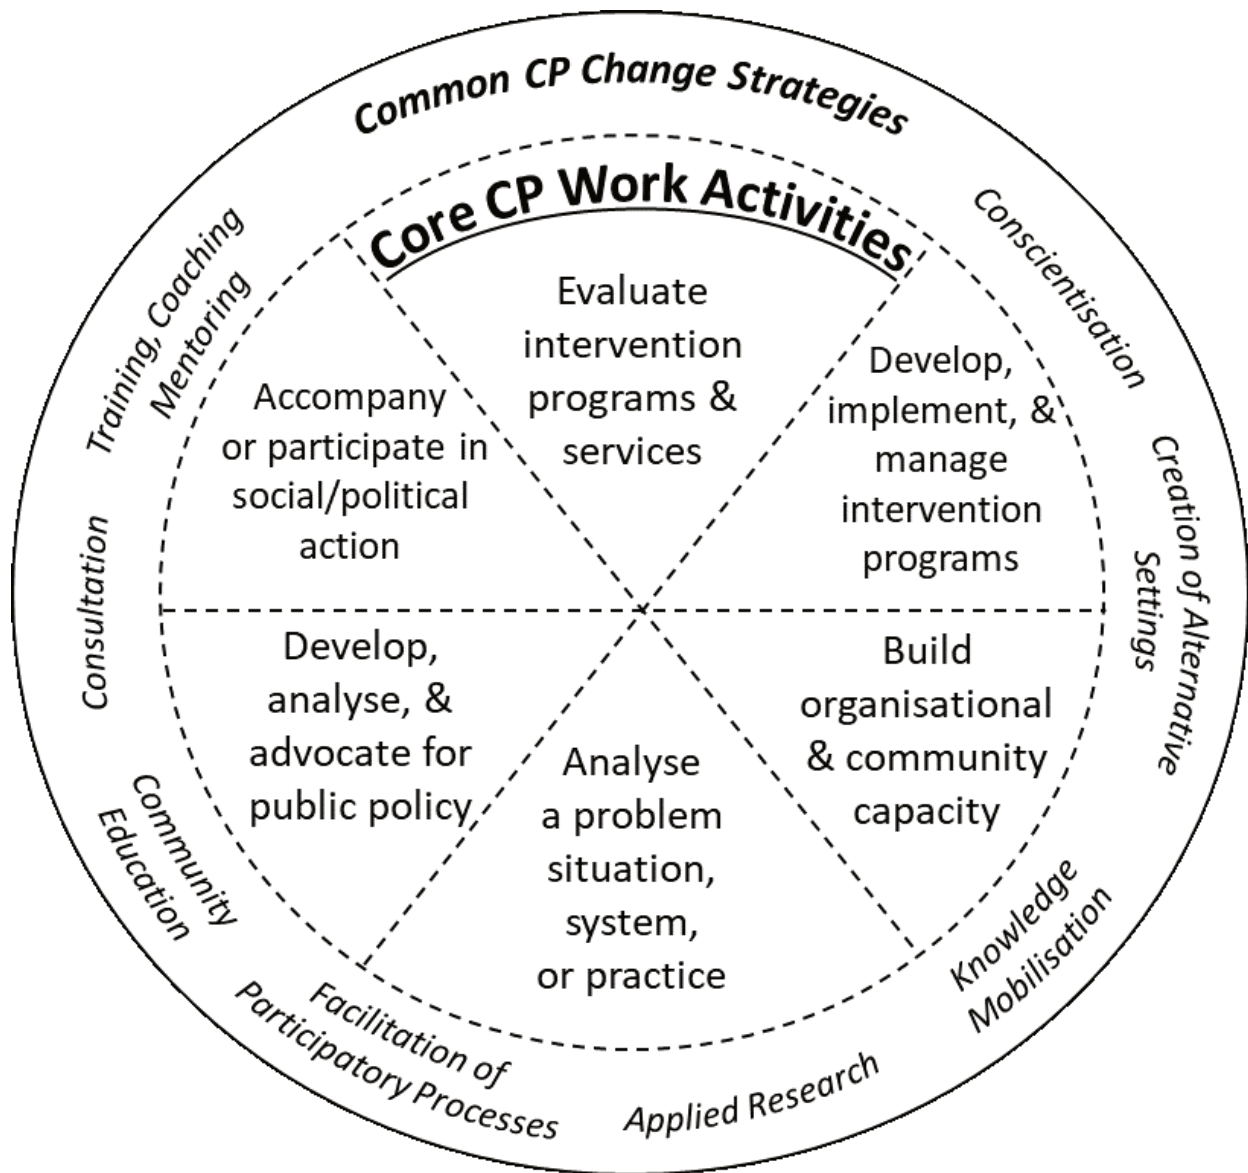 Common CP Change Strategies
Core CP Work Activities
Evaluate
intervention
programs &
services
Develop,
implement, &
manage
intervention
programs
Build
organisational
& community
capacity
Analyse
a problem
situation,
system,
or practice
Develop,
analyse, &
advocate for
public policy
Accompany
or participate in
social/political
action
Conscientisation
Creation of Alternative
Settings
Knowledge
Mobilisation
Applied Research
Facilitation of
Participatory Processes
Community
Education
Consultation
Training, Coaching
Mentoring